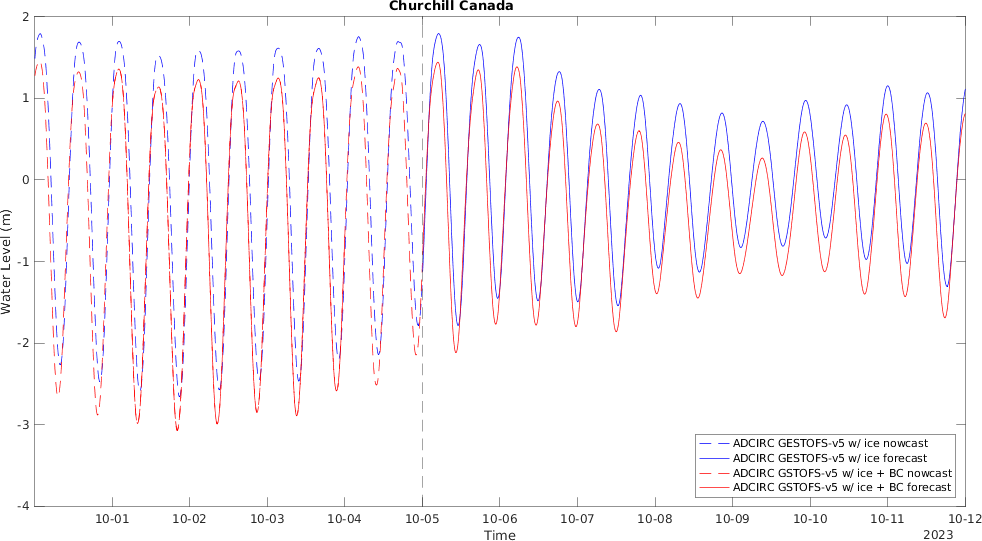 Churchill Canada
2
1
0
-1
-2
-3
-4
Water Level (m)
10-01 10-02 10-03 10-04 10-05 10-06 10-07 10-08 10-09 10-10 10-11 10-12
Time
2023
ADCIRC GESTOFS-v5 w/ ice nowcast
ADCIRC GESTOFS-v5 w/ ice forecast
ADCIRC GSTOFS-v5 w/ ice + BC nowcast
ADCIRC GSTOFS-v5 w/ ice + BC forecast